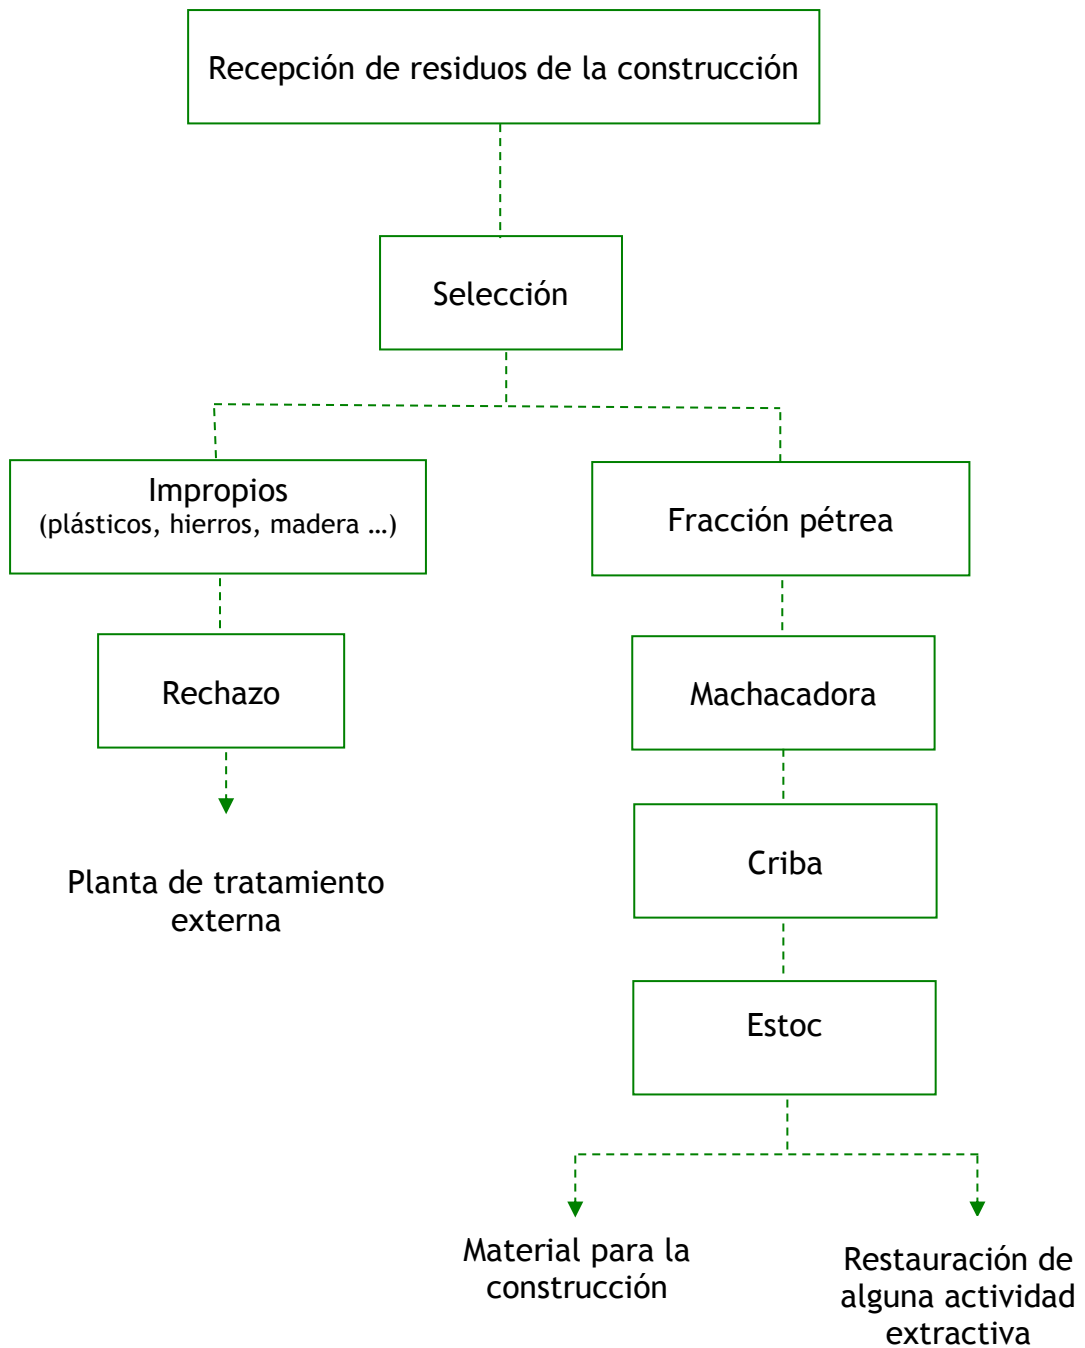 Recepción de residuos de la construcción
Selección
Impropios
(plásticos, hierros, madera …)
Fracción pétrea
Rechazo
Machacadora
Criba
Planta de tratamiento
externa
Estoc
Material para la
construcción
Restauración de
alguna actividad
extractiva